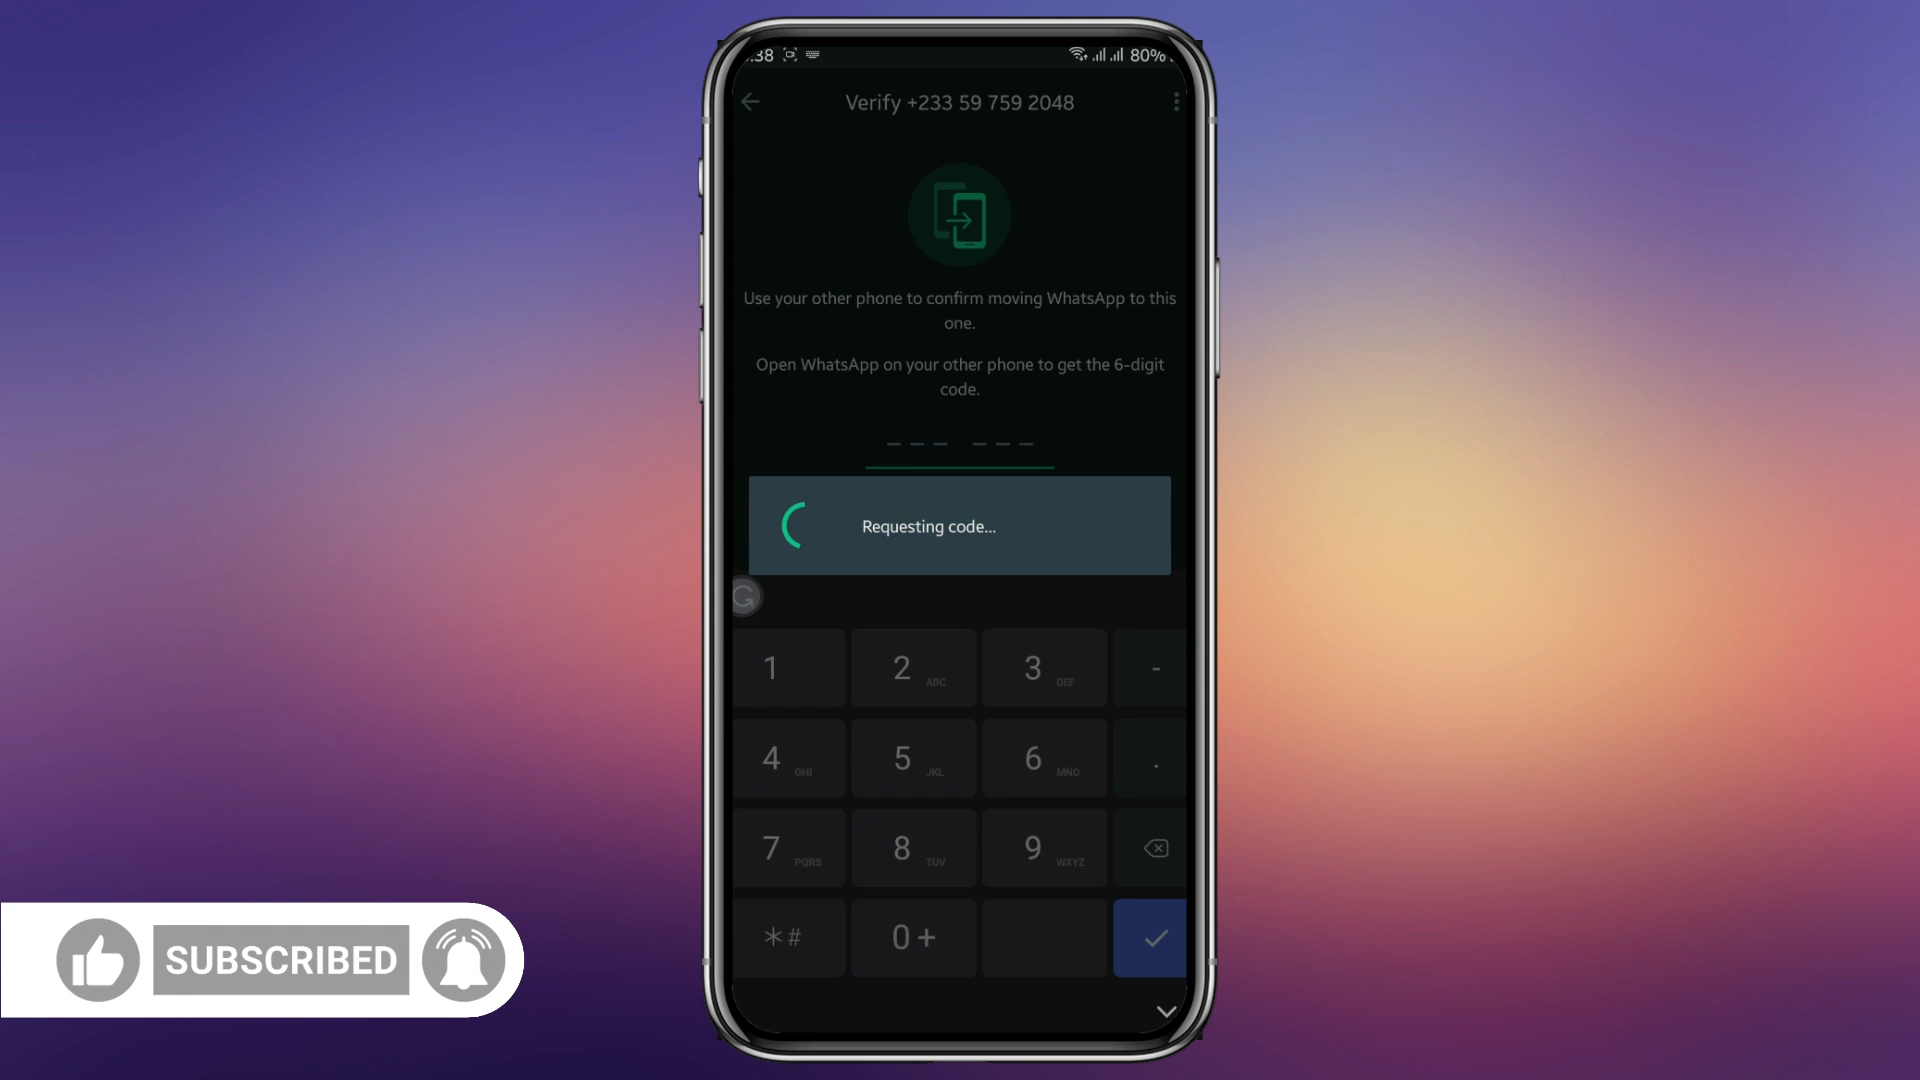 :38 80%
Verify +233 59 759 2048
Use your other phone to confirm moving WhatsApp to this
one.
Open WhatsApp on your other phone to get the 6-digit
code.
--- ---
Requesting code...
G
1 2 ABC 3 DEF -
4 GHI 5 JKL 6 MNO .
7 PQRS 8 TUV 9 WXYZ
*# 0+
SUBSCRIBED